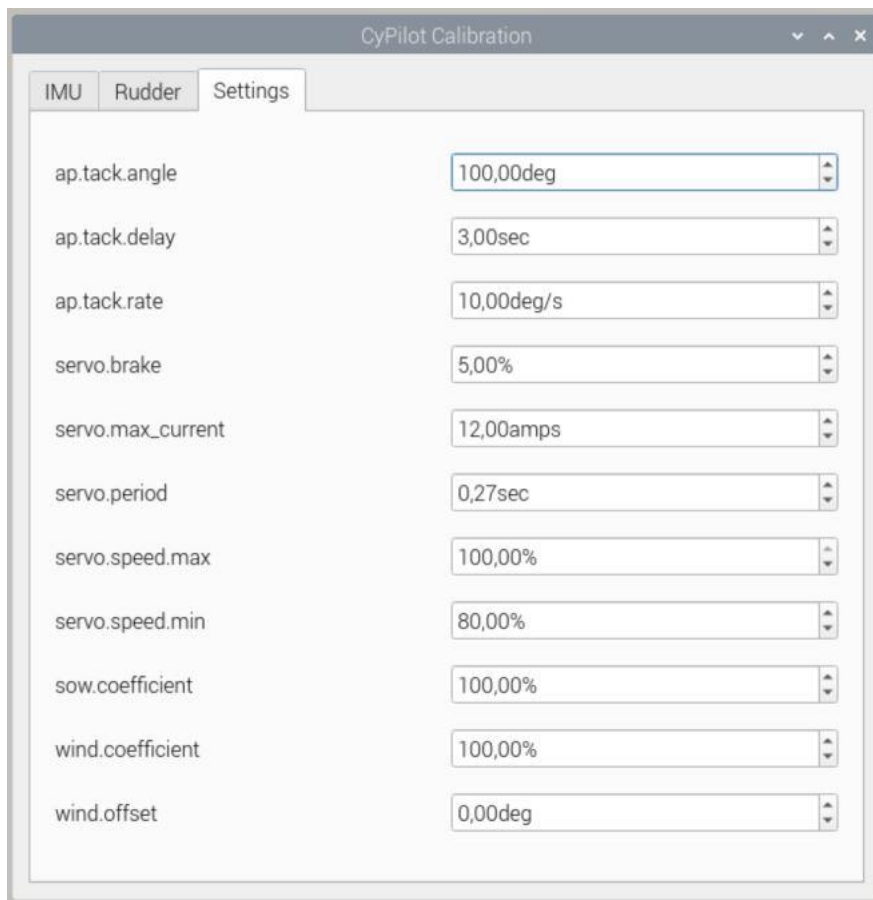 CyPilot Calibration
IMU Rudder Settings
ap.tack.angle 100,00deg
ap.tack.delay 3,00sec
ap.tack.rate 10,00deg/s
servo.brake 5,00%
servo.max_current 12,00amps
servo.period 0,27sec
servo.speed.max 100,00%
servo.speed.min 80,00%
sow.coefficient 100,00%
wind.coefficient 100,00%
wind.offset 0,00deg